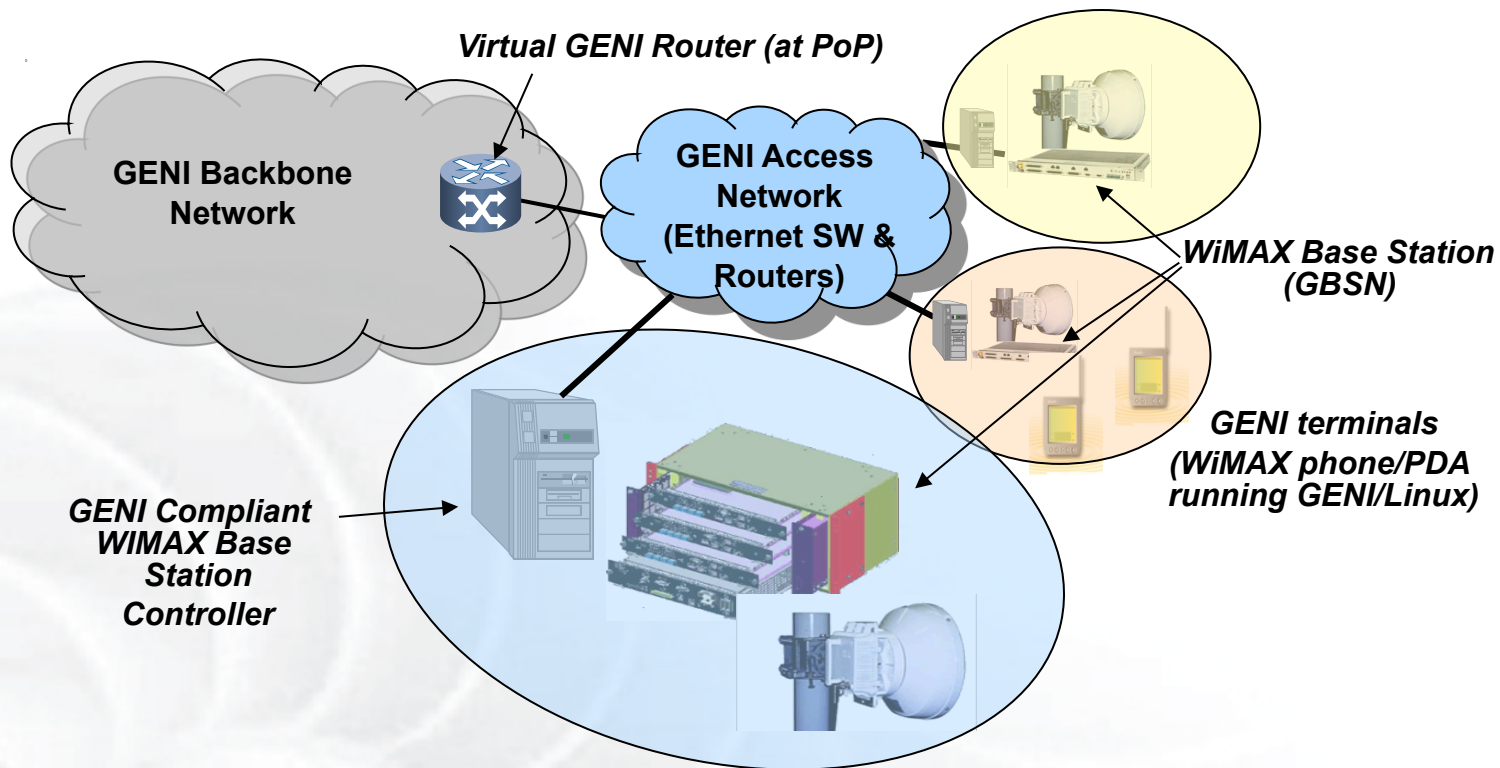 Virtual GENI Router (at PoP)
GENI Backbone
Network
GENI Access
Network
(Ethernet SW &
Routers)
WiMAX Base Station
(GBSN)
GENI terminals
(WiMAX phone/PDA
running GENI/Linux)
GENI Compliant
WIMAX Base
Station
Controller